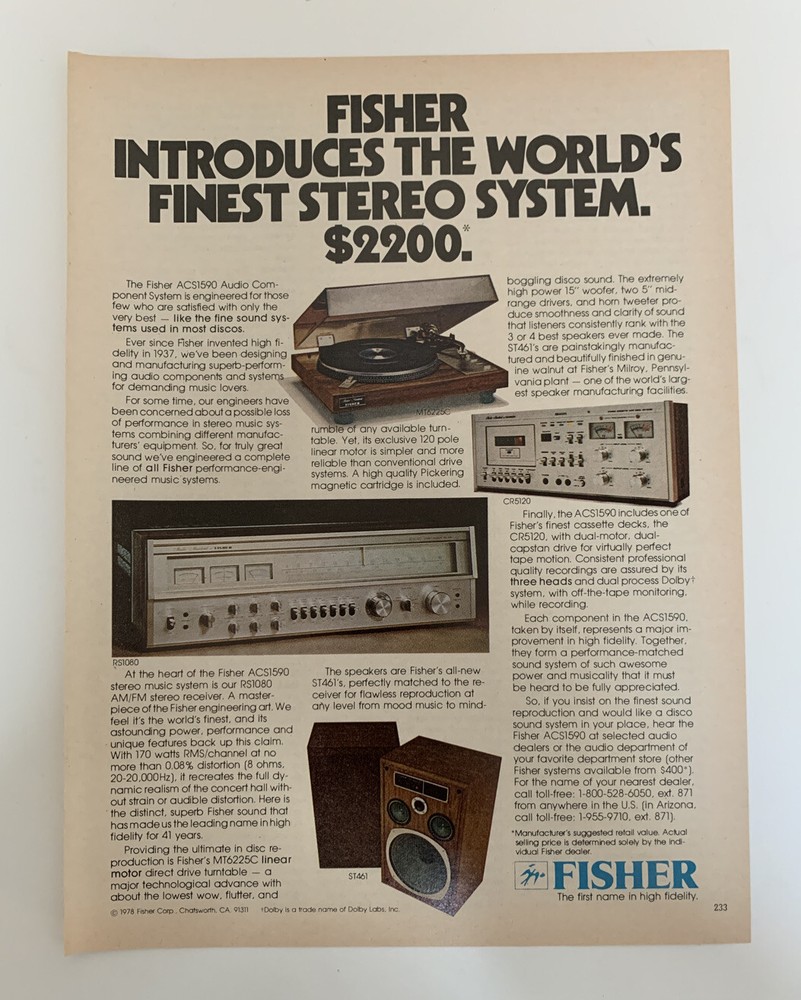 FISHER
INTRODUCES THE WORLD'S
FINEST STEREO SYSTEM.
$2200.*
The Fisher ACS1590 Audio Com-
ponent System is engineered for those
few who are satisfied with only the
very best — like the fine sound sys-
tems used in most discos.
Ever since Fisher invented high fi-
delity in 1937, we've been designing
and manufacturing superb-perform-
ing audio components and systems
for demanding music lovers.
For some time, our engineers have
been concerned about a possible loss
of performance in stereo music sys-
tems combining different manufac-
turers' equipment. So, for truly great
sound we've engineered a complete
line of all Fisher performance-engi-
neered music systems.
RS1080
At the heart of the Fisher ACS1590
stereo music system is our RS1080
AM/FM stereo receiver. A master-
piece of the Fisher engineering art. We
feel it's the world's finest, and its
astounding power, performance and
unique features back up this claim.
With 170 watts RMS/channel at no
more than 0.08% distortion (8 ohms,
20-20,000Hz), it recreates the full dy-
namic realism of the concert hall with-
out strain or audible distortion. Here is
the distinct, superb Fisher sound that
has made us the leading name in high
fidelity for 41 years.
Providing the ultimate in disc re-
production is Fisher's MT6225C linear
motor direct drive turntable — a
major technological advance with
about the lowest wow, flutter, and
FISHER
MT6225C
rumble of any available turn-
table. Yet, its exclusive 120 pole
linear motor is simpler and more
reliable than conventional drive
systems. A high quality Pickering
magnetic cartridge is included.
FISHER
The speakers are Fisher's all-new
ST461's, perfectly matched to the re-
ceiver for flawless reproduction at
any level from mood music to mind-
ST461
boggling disco sound. The extremely
high power 15" woofer, two 5" mid-
range drivers, and horn tweeter pro-
duce smoothness and clarity of sound
that listeners consistently rank with the
3 or 4 best speakers ever made. The
ST461's are painstakingly manufac-
tured and beautifully finished in genu-
ine walnut at Fisher's Milroy, Pennsyl-
vania plant — one of the world's larg-
est speaker manufacturing facilities.
CR5120
Finally, the ACS1590 includes one of
Fisher's finest cassette decks, the
CR5120, with dual-motor, dual-
capstan drive for virtually perfect
tape motion. Consistent professional
quality recordings are assured by its
three heads and dual process Dolby†
system, with off-the-tape monitoring,
while recording.
Each component in the ACS1590,
taken by itself, represents a major im-
provement in high fidelity. Together,
they form a performance-matched
sound system of such awesome
power and musicality that it must
be heard to be fully appreciated.
So, if you insist on the finest sound
reproduction and would like a disco
system in your place, hear the
Fisher ACS1590 at selected audio
dealers or the audio department of
your favorite department store (other
Fisher systems available from $400*).
For the name of your nearest dealer,
call toll-free: 1-800-528-6050, ext. 871
from anywhere in the U.S. (in Arizona,
call toll-free: 1-955-9710, ext. 871).
*Manufacturer's suggested retail value. Actual
selling price is determined solely by the indi-
vidual Fisher dealer.
FISHER
The first name in high fidelity.
© 1978 Fisher Corp., Chatsworth, CA. 91311 †Dolby is a trade name of Dolby Labs, Inc.
233